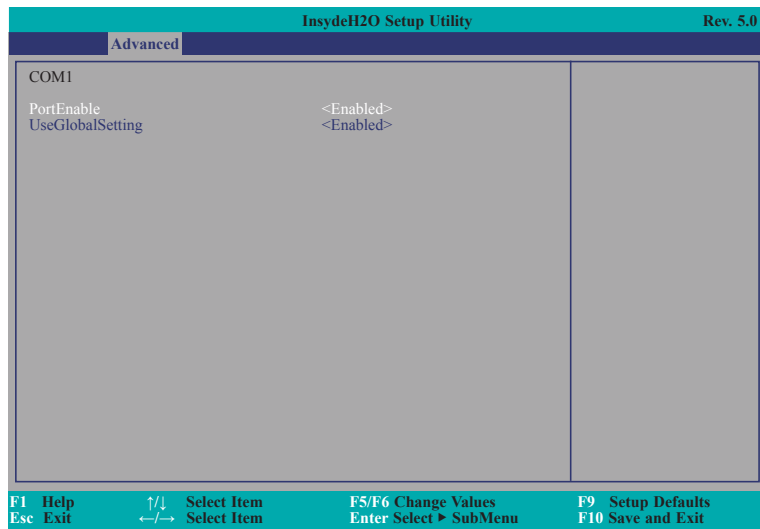 InsydeH2O Setup Utility Rev. 5.0
Advanced
COM1
PortEnable <Enabled>
UseGlobalSetting <Enabled>
F1 Help ↑/↓ Select Item F5/F6 Change Values F9 Setup Defaults
Esc Exit ←/→ Select Item Enter Select ▶ SubMenu F10 Save and Exit